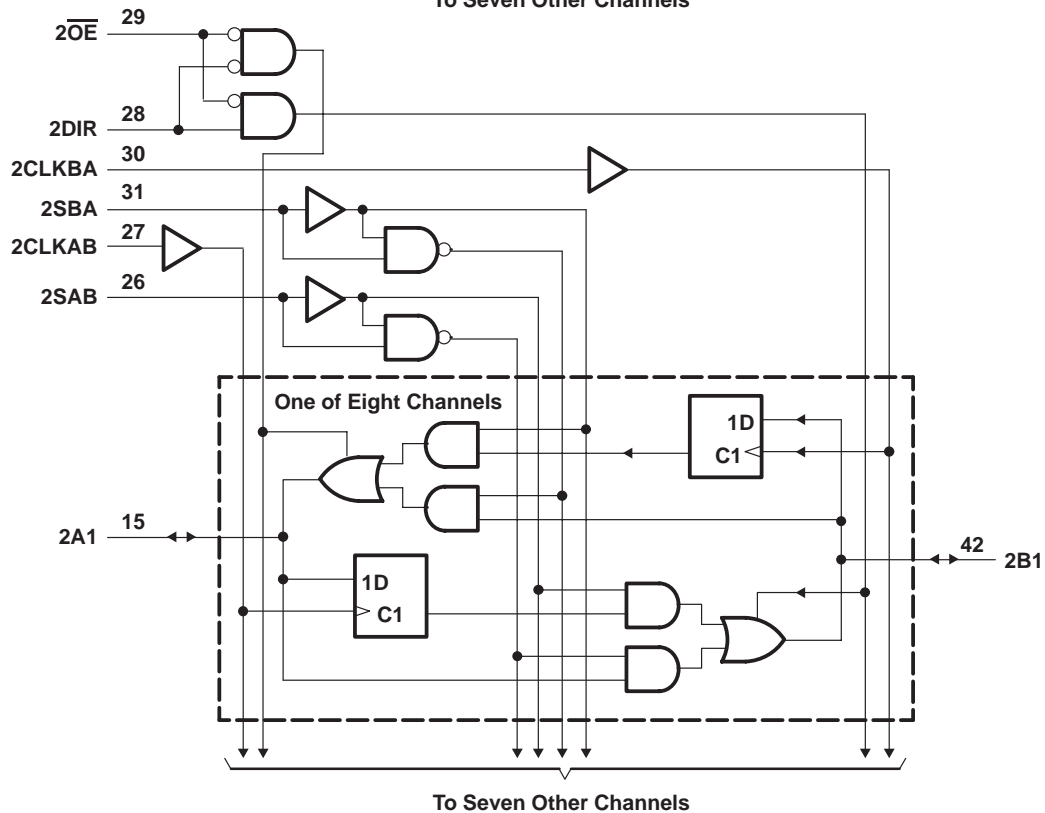 To Seven Other Channels
2O̅E̅ 29
2DIR 28
2CLKBA 30
2SBA 31
2CLKAB 27
2SAB 26
One of Eight Channels
1D
C1
2A1 15
42 2B1
1D
C1
To Seven Other Channels